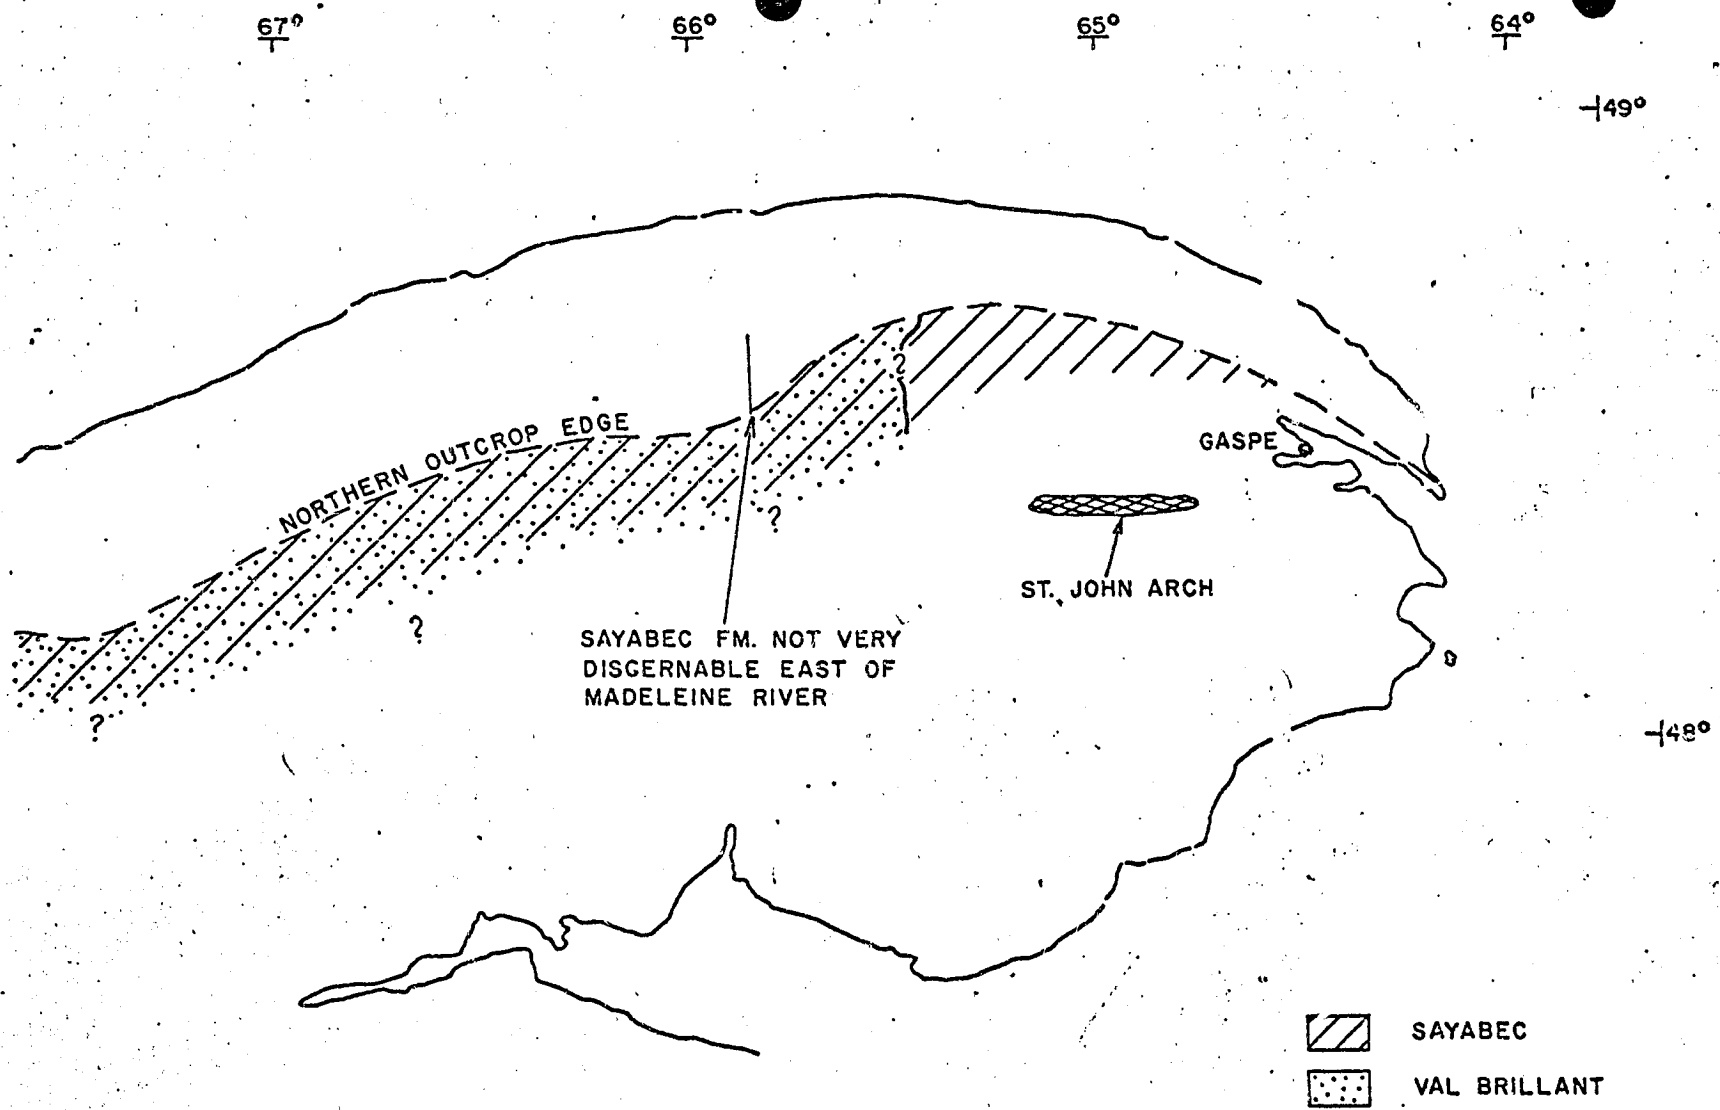 67°
66°
65°
64°
49°
NORTHERN OUTCROP EDGE
?
GASPE
?
ST. JOHN ARCH
?
SAYABEC FM. NOT VERY
DISCERNABLE EAST OF
MADELEINE RIVER
?
48°
SAYABEC
VAL BRILLANT